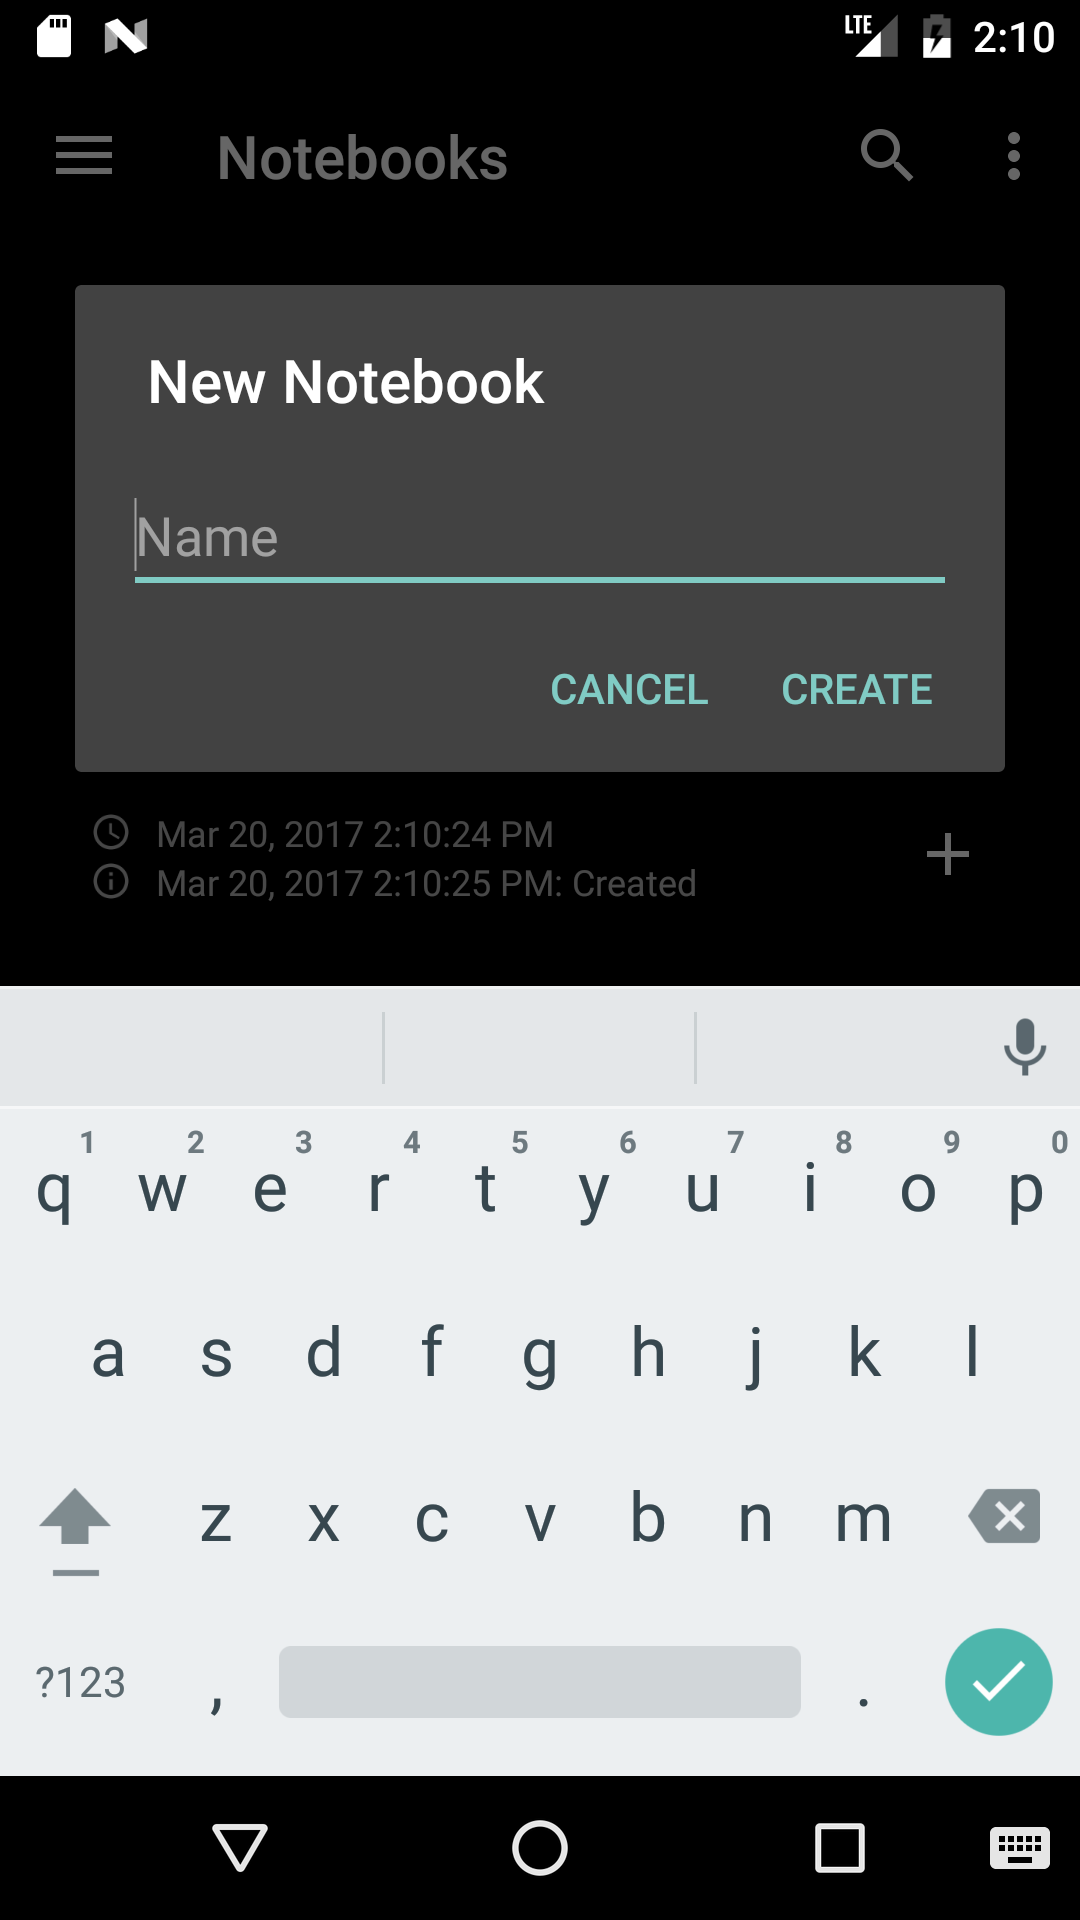 LTE 2:10
Notebooks
New Notebook
Name
CANCEL CREATE
Mar 20, 2017 2:10:24 PM
Mar 20, 2017 2:10:25 PM: Created
1 2 3 4 5 6 7 8 9 0
q w e r t y u i o p
a s d f g h j k l
z x c v b n m
?123 , .